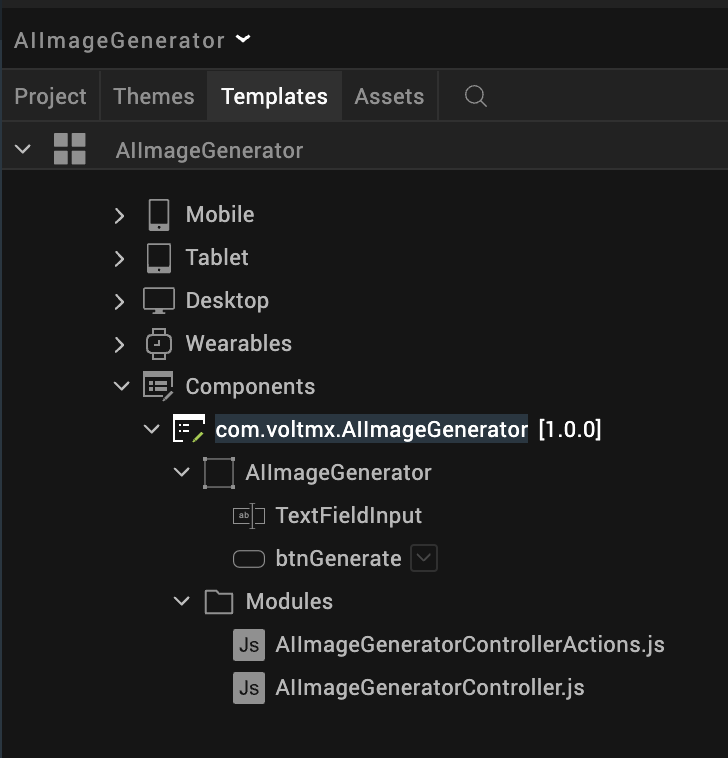 AIImageGenerator
Project Themes Templates Assets
AIImageGenerator
Mobile
Tablet
Desktop
Wearables
Components
com.voltmx.AIImageGenerator [1.0.0]
AIImageGenerator
ab TextFieldInput
btnGenerate
Modules
Js AIImageGeneratorControllerActions.js
Js AIImageGeneratorController.js